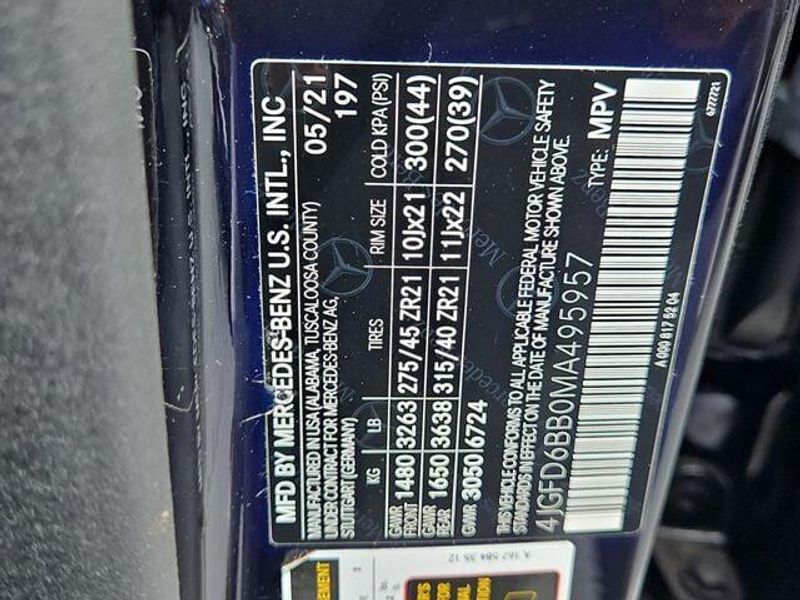 MFD BY MERCEDES-BENZ U.S. INTL., INC
MANUFACTURED IN USA (ALABAMA, TUSCALOOSA COUNTY) 05/21
UNDER CONTRACT FOR MERCEDES-BENZ AG,
STUTTGART (GERMANY) 197
KG LB TIRES RIM SIZE COLD KPA (PSI)
GAWR FRONT 1480 3263 275/45 ZR21 10Jx21 300(44)
GAWR REAR 1650 3638 315/40 ZR21 11Jx22 270(39)
GVWR 3050 6724
THIS VEHICLE CONFORMS TO ALL APPLICABLE FEDERAL MOTOR VEHICLE SAFETY
STANDARDS IN EFFECT ON THE DATE OF MANUFACTURE SHOWN ABOVE.
4JGFD6BB0MA495957 TYPE: MPV
A 000 817 52 04
6777721
A 167 584 35 12